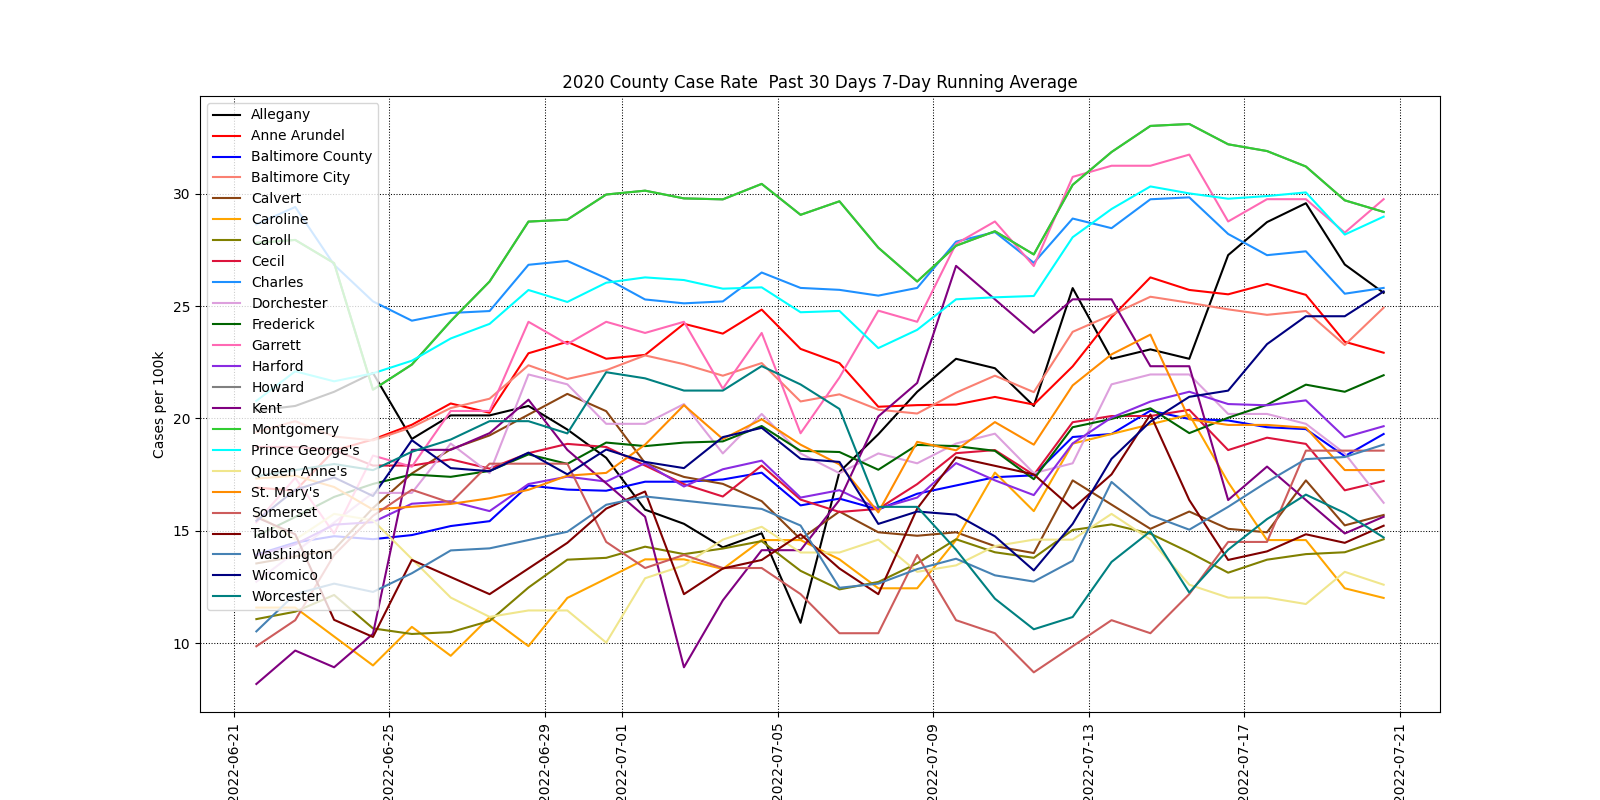 2020 County Case Rate  Past 30 Days 7-Day Running Average
Allegany
Anne Arundel
Baltimore County
Baltimore City
Calvert
Caroline
Caroll
Cecil
Charles
Dorchester
Frederick
Garrett
Harford
Howard
Kent
Montgomery
Prince George's
Queen Anne's
St. Mary's
Somerset
Talbot
Washington
Wicomico
Worcester
Cases per 100k
30
25
20
15
10
2022-06-21
2022-06-25
2022-06-29
2022-07-01
2022-07-05
2022-07-09
2022-07-13
2022-07-17
2022-07-21